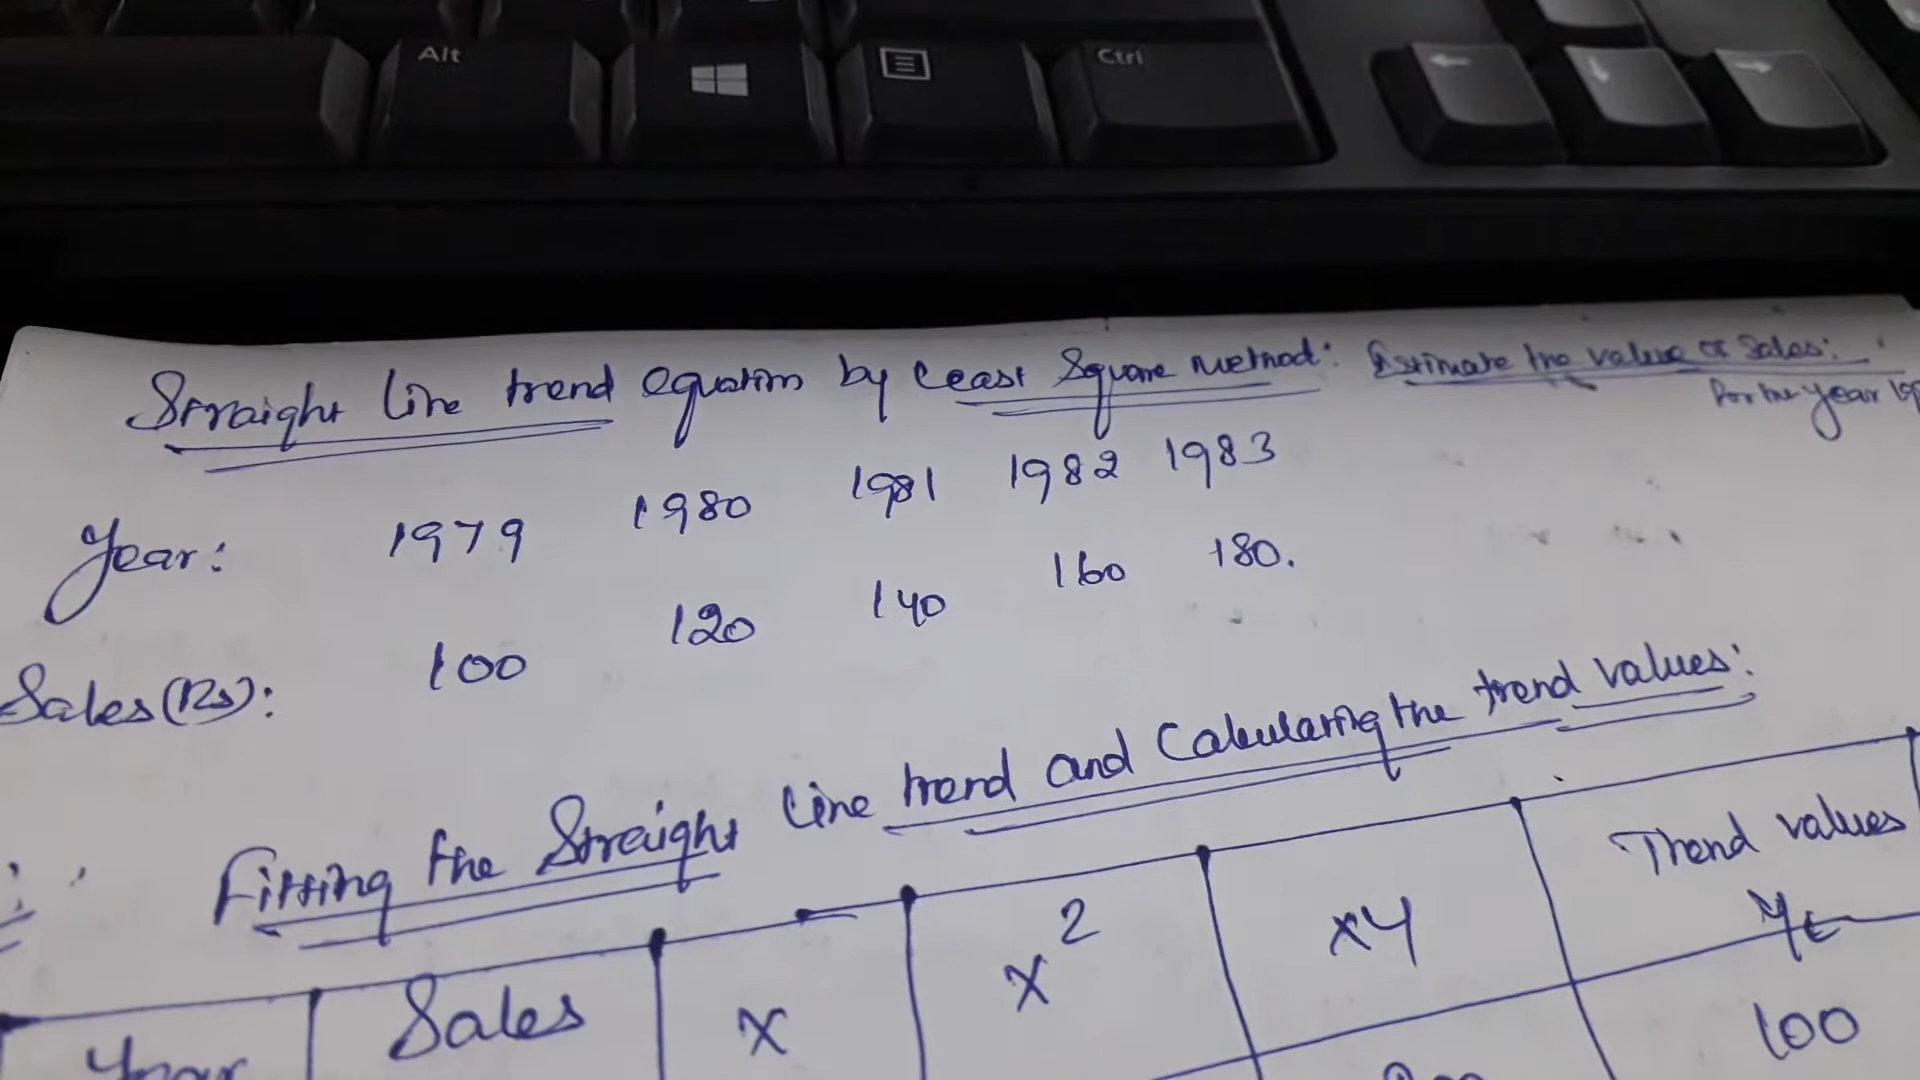 Alt
Ctrl
Straight line trend equation by Least Square Method: Estimate the value of Sales:
For the year
Year: 1979 1980 1981 1982 1983
Sales (Rs): 100 120 140 160 180.
Fitting the Straight line trend and Calculating the trend values:
Year Sales X X² XY Trend values Yc
100